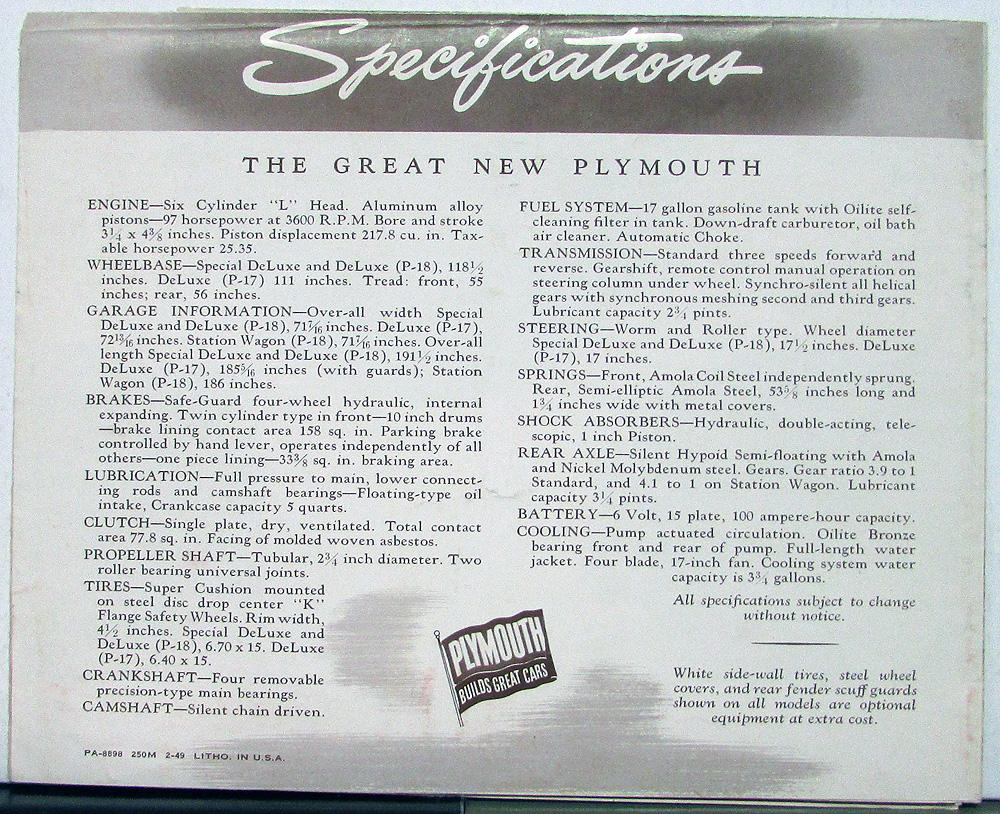 Specifications
THE GREAT NEW PLYMOUTH
ENGINE—Six Cylinder "L" Head. Aluminum alloy
pistons—97 horsepower at 3600 R.P.M. Bore and stroke
3¼ x 4⅜ inches. Piston displacement 217.8 cu. in. Tax-
able horsepower 25.35.
WHEELBASE—Special DeLuxe and DeLuxe (P-18), 118½
inches. DeLuxe (P-17) 111 inches. Tread: front, 55
inches; rear, 56 inches.
GARAGE INFORMATION—Over-all width Special
DeLuxe and DeLuxe (P-18), 71 7/16 inches. DeLuxe (P-17),
72 13/16 inches. Station Wagon (P-18), 71 7/16 inches. Over-all
length Special DeLuxe and DeLuxe (P-18), 191½ inches.
DeLuxe (P-17), 185 5/16 inches (with guards); Station
Wagon (P-18), 186 inches.
BRAKES—Safe-Guard four-wheel hydraulic, internal
expanding. Twin cylinder type in front—10 inch drums
—brake lining contact area 158 sq. in. Parking brake
controlled by hand lever, operates independently of all
others—one piece lining—33⅜ sq. in. braking area.
LUBRICATION—Full pressure to main, lower connect-
ing rods and camshaft bearings—Floating-type oil
intake, Crankcase capacity 5 quarts.
CLUTCH—Single plate, dry, ventilated. Total contact
area 77.8 sq. in. Facing of molded woven asbestos.
PROPELLER SHAFT—Tubular, 2¾ inch diameter. Two
roller bearing universal joints.
TIRES—Super Cushion mounted
on steel disc drop center "K"
Flange Safety Wheels. Rim width,
4½ inches. Special DeLuxe and
DeLuxe (P-18), 6.70 x 15. DeLuxe
(P-17), 6.40 x 15.
CRANKSHAFT—Four removable
precision-type main bearings.
CAMSHAFT—Silent chain driven.
PA-8898 250M 2-49 LITHO. IN U.S.A.
FUEL SYSTEM—17 gallon gasoline tank with Oilite self-
cleaning filter in tank. Down-draft carburetor, oil bath
air cleaner. Automatic Choke.
TRANSMISSION—Standard three speeds forward and
reverse. Gearshift, remote control manual operation on
steering column under wheel. Synchro-silent all helical
gears with synchronous meshing second and third gears.
Lubricant capacity 2¾ pints.
STEERING—Worm and Roller type. Wheel diameter
Special DeLuxe and DeLuxe (P-18), 17½ inches. DeLuxe
(P-17), 17 inches.
SPRINGS—Front, Amola Coil Steel independently sprung.
Rear, Semi-elliptic Amola Steel, 53⅝ inches long and
1¾ inches wide with metal covers.
SHOCK ABSORBERS—Hydraulic, double-acting, tele-
scopic, 1 inch Piston.
REAR AXLE—Silent Hypoid Semi-floating with Amola
and Nickel Molybdenum steel. Gears. Gear ratio 3.9 to 1
Standard, and 4.1 to 1 on Station Wagon. Lubricant
capacity 3¼ pints.
BATTERY—6 Volt, 15 plate, 100 ampere-hour capacity.
COOLING—Pump actuated circulation. Oilite Bronze
bearing front and rear of pump. Full-length water
jacket. Four blade, 17-inch fan. Cooling system water
capacity is 3¾ gallons.
All specifications subject to change
without notice.
White side-wall tires, steel wheel
covers, and rear fender scuff guards
shown on all models are optional
equipment at extra cost.
PLYMOUTH
BUILDS GREAT CARS